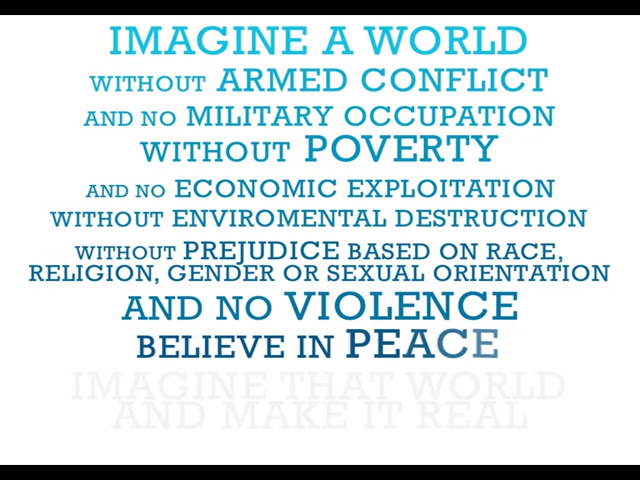 IMAGINE A WORLD
WITHOUT ARMED CONFLICT
AND NO MILITARY OCCUPATION
WITHOUT POVERTY
AND NO ECONOMIC EXPLOITATION
WITHOUT ENVIROMENTAL DESTRUCTION
WITHOUT PREJUDICE BASED ON RACE,
RELIGION, GENDER OR SEXUAL ORIENTATION
AND NO VIOLENCE
BELIEVE IN PEACE
IMAGINE THAT WORLD
AND MAKE IT REAL